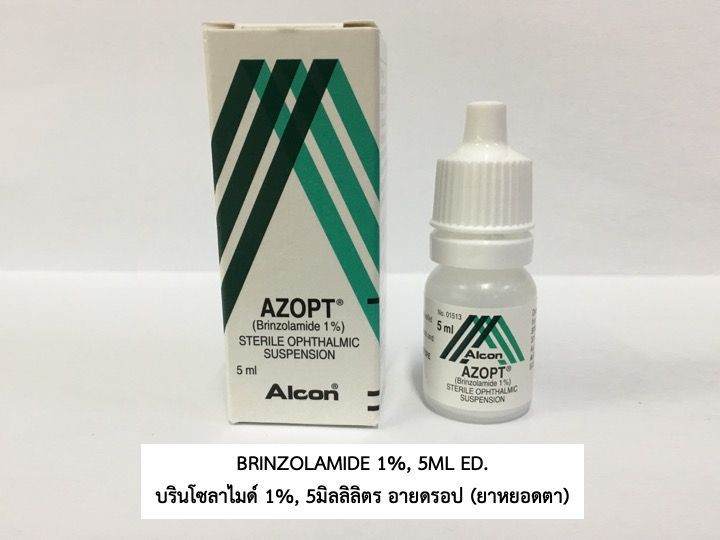 AZOPT®
(Brinzolamide 1%)
STERILE OPHTHALMIC
SUSPENSION
5 ml
Alcon®
No. 01513
5 ml
Alcon
AZOPT®
(Brinzolamide 1%)
STERILE OPHTHALMIC
SUSPENSION
BRINZOLAMIDE 1%, 5ML ED.
บรินโซลาไมด์ 1%, 5มิลลิลิตร อายดรอป (ยาหยอดตา)